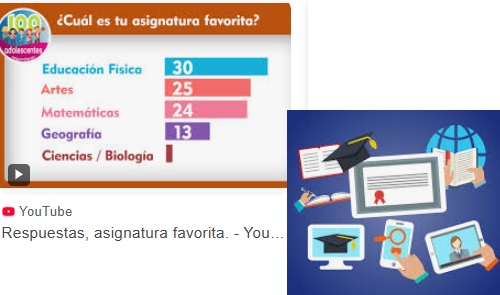 ¿Cuál es tu asignatura favorita?
100
adolescentes
Educación Física 30
Artes 25
Matemáticas 24
Geografía 13
Ciencias / Biología
YouTube
Respuestas, asignatura favorita. - You...